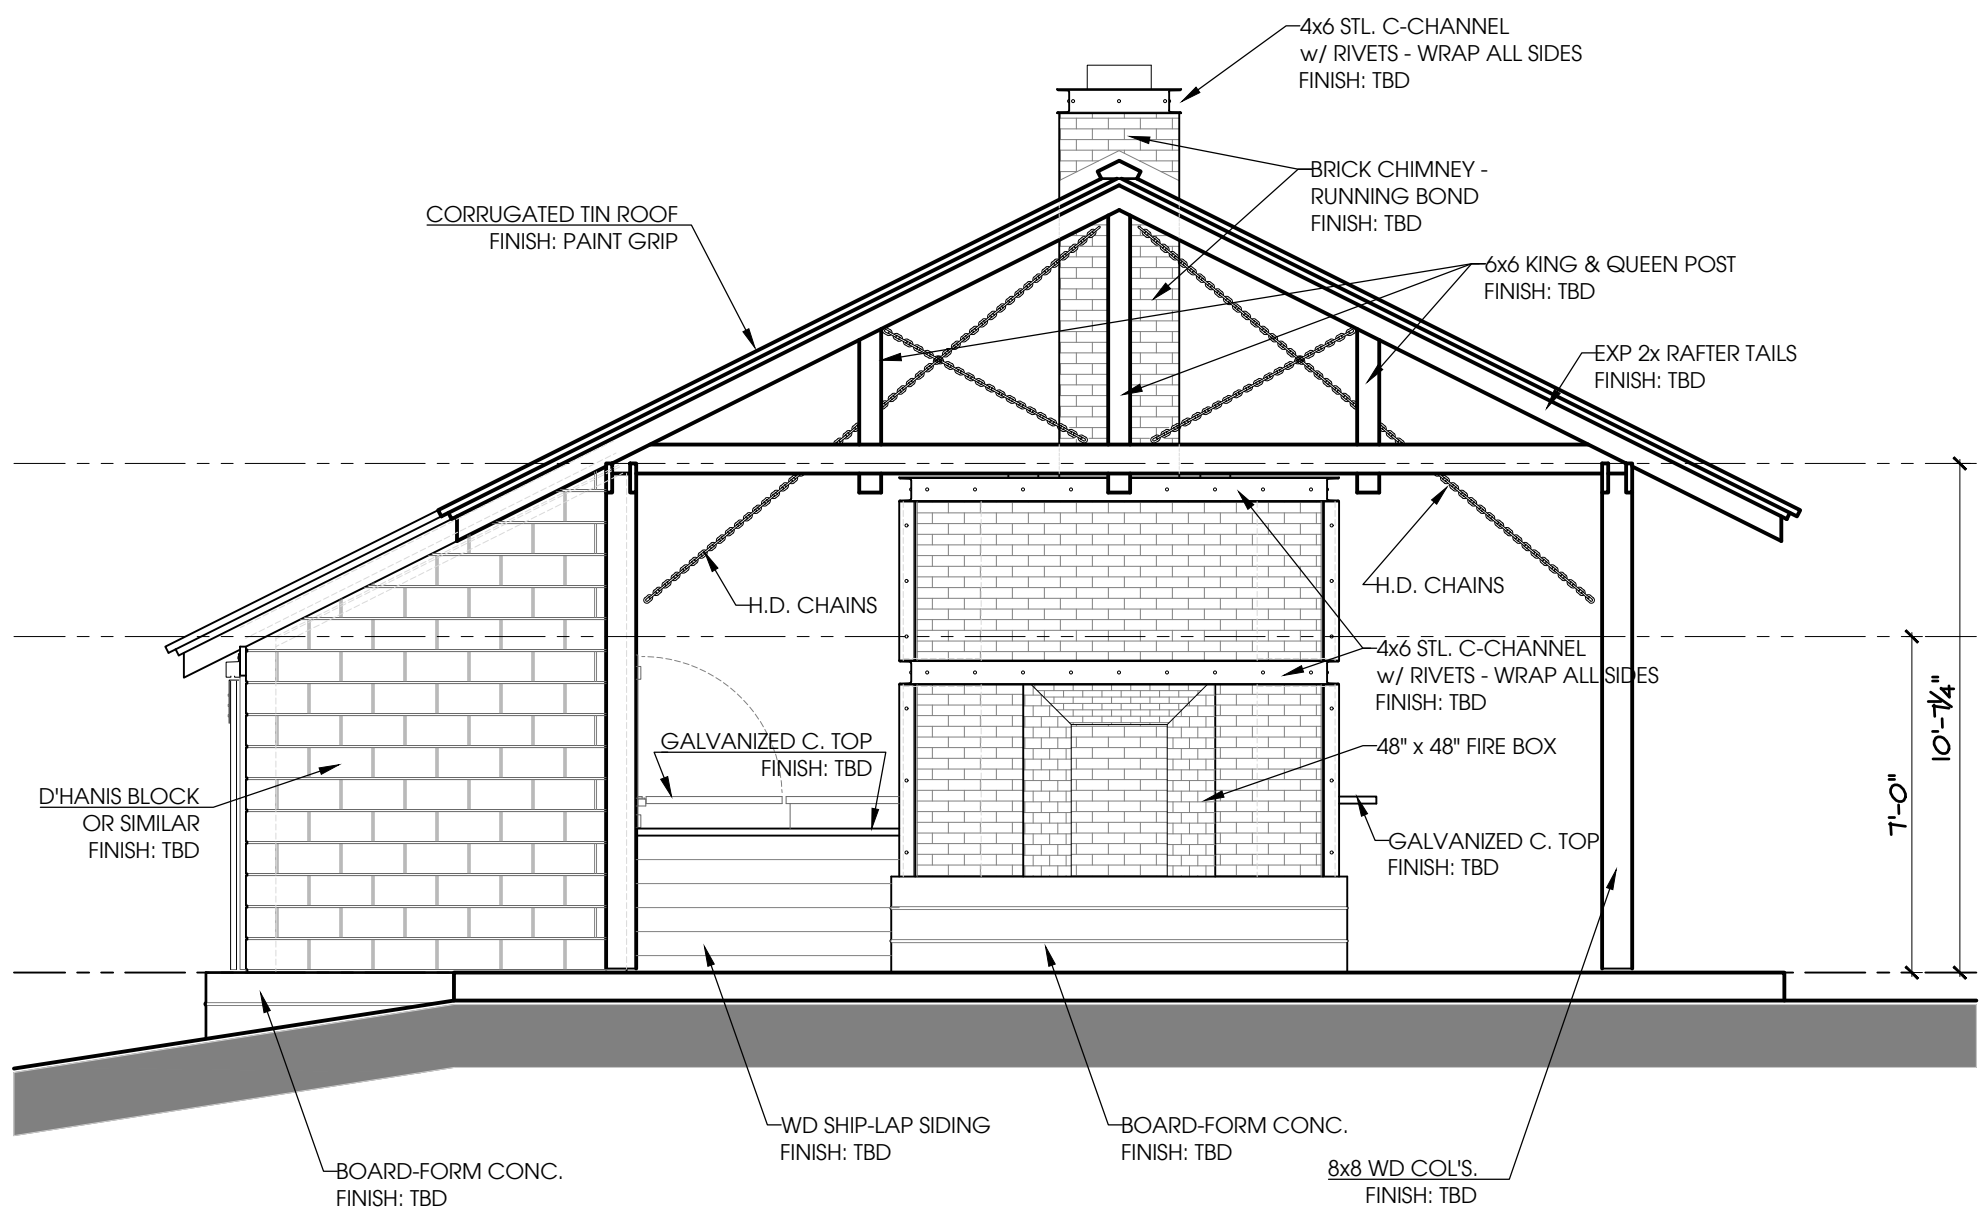 4x6 STL. C-CHANNEL
w/ RIVETS - WRAP ALL SIDES
FINISH: TBD
BRICK CHIMNEY -
RUNNING BOND
FINISH: TBD
CORRUGATED TIN ROOF
FINISH: PAINT GRIP
6x6 KING & QUEEN POST
FINISH: TBD
EXP 2x RAFTER TAILS
FINISH: TBD
H.D. CHAINS
H.D. CHAINS
4x6 STL. C-CHANNEL
w/ RIVETS - WRAP ALL SIDES
FINISH: TBD
10'-7¼"
7'-0"
GALVANIZED C. TOP
FINISH: TBD
48" x 48" FIRE BOX
D'HANIS BLOCK
OR SIMILAR
FINISH: TBD
GALVANIZED C. TOP
FINISH: TBD
WD SHIP-LAP SIDING
FINISH: TBD
BOARD-FORM CONC.
FINISH: TBD
BOARD-FORM CONC.
FINISH: TBD
8x8 WD COL'S.
FINISH: TBD